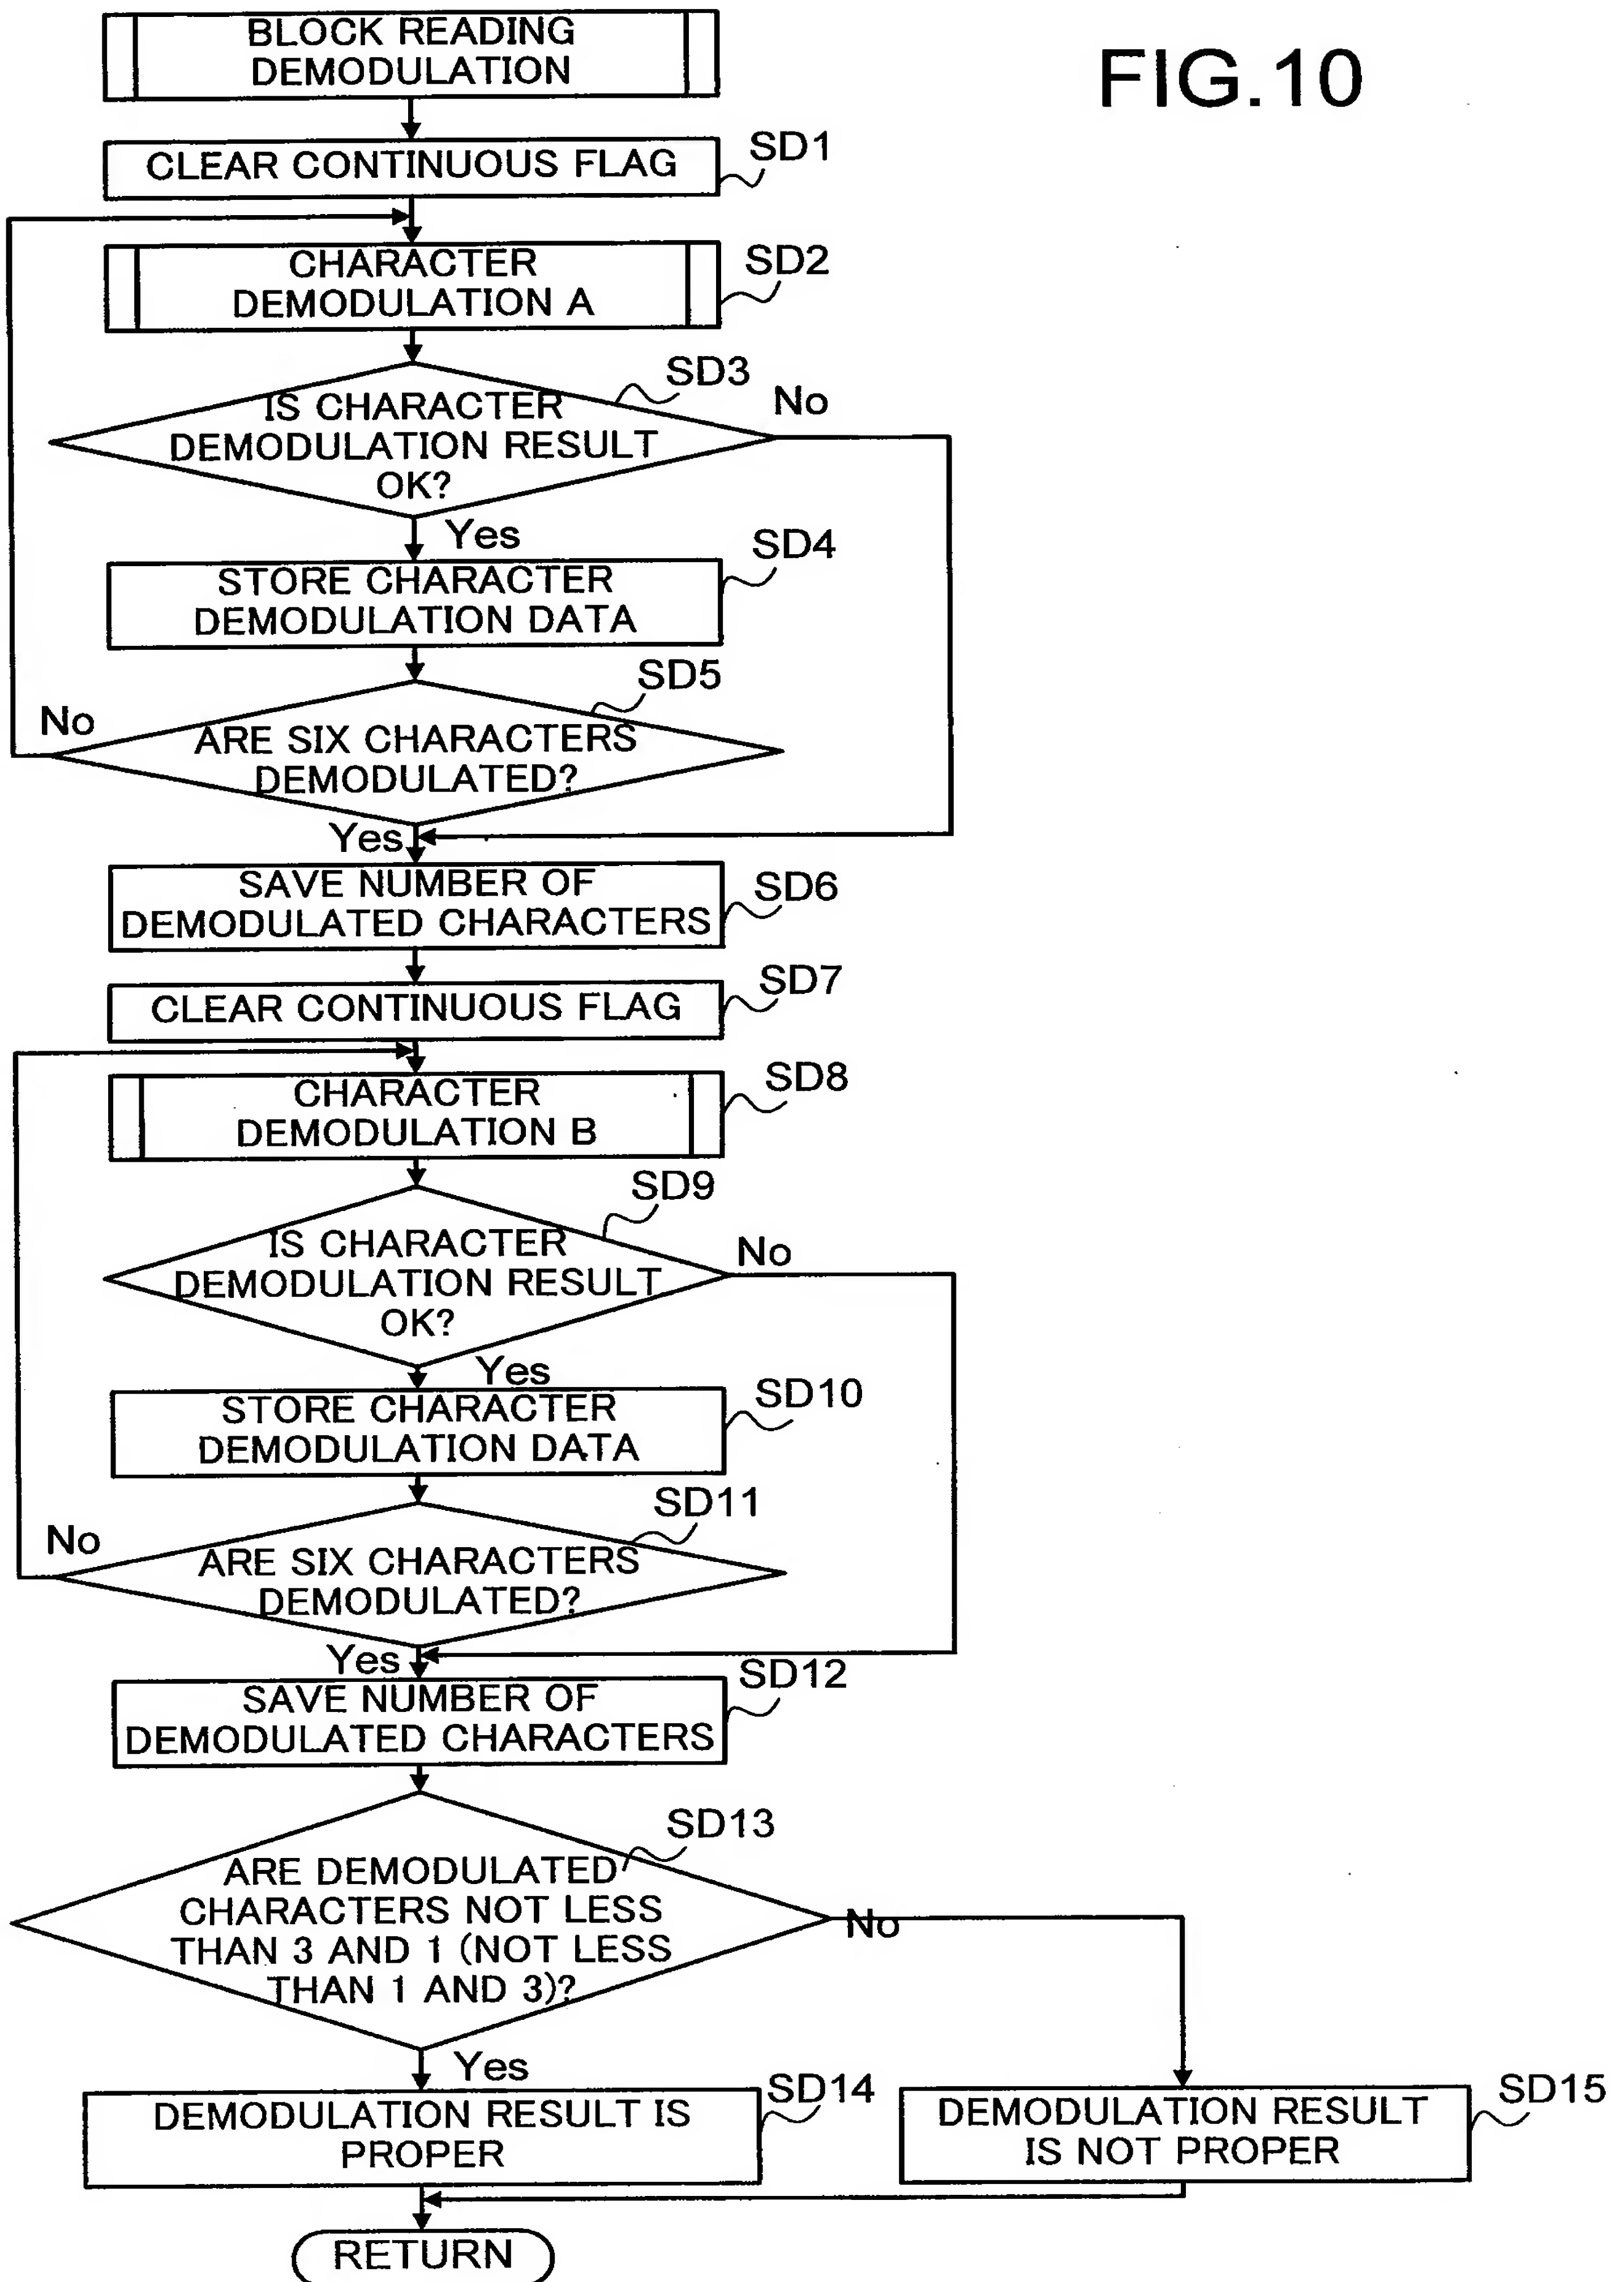 BLOCK READING
DEMODULATION
FIG.10
CLEAR CONTINUOUS FLAG
SD1
CHARACTER
DEMODULATION A
SD2
IS CHARACTER
DEMODULATION RESULT
OK?
SD3
No
Yes
STORE CHARACTER
DEMODULATION DATA
SD4
ARE SIX CHARACTERS
DEMODULATED?
SD5
No
Yes
SAVE NUMBER OF
DEMODULATED CHARACTERS
SD6
CLEAR CONTINUOUS FLAG
SD7
CHARACTER
DEMODULATION B
SD8
IS CHARACTER
DEMODULATION RESULT
OK?
SD9
No
Yes
STORE CHARACTER
DEMODULATION DATA
SD10
ARE SIX CHARACTERS
DEMODULATED?
SD11
No
Yes
SAVE NUMBER OF
DEMODULATED CHARACTERS
SD12
ARE DEMODULATED
CHARACTERS NOT LESS
THAN 3 AND 1 (NOT LESS
THAN 1 AND 3)?
SD13
No
Yes
DEMODULATION RESULT IS
PROPER
SD14
DEMODULATION RESULT
IS NOT PROPER
SD15
RETURN